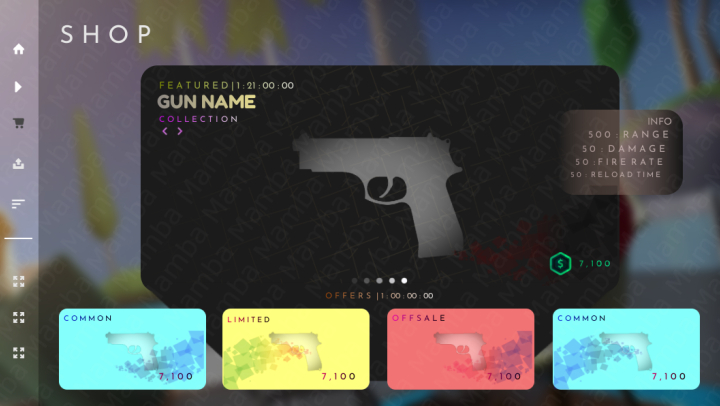 SHOP
FEATURED|1:21:00:00
GUN NAME
COLLECTION
< >
INFO
500 : RANGE
50 : DAMAGE
50 : FIRE RATE
50 : RELOAD TIME
$ 7,100
OFFERS |1:00:00:00
COMMON
7,100
LIMITED
7,100
OFFSALE
7,100
COMMON
7,100
Mamba